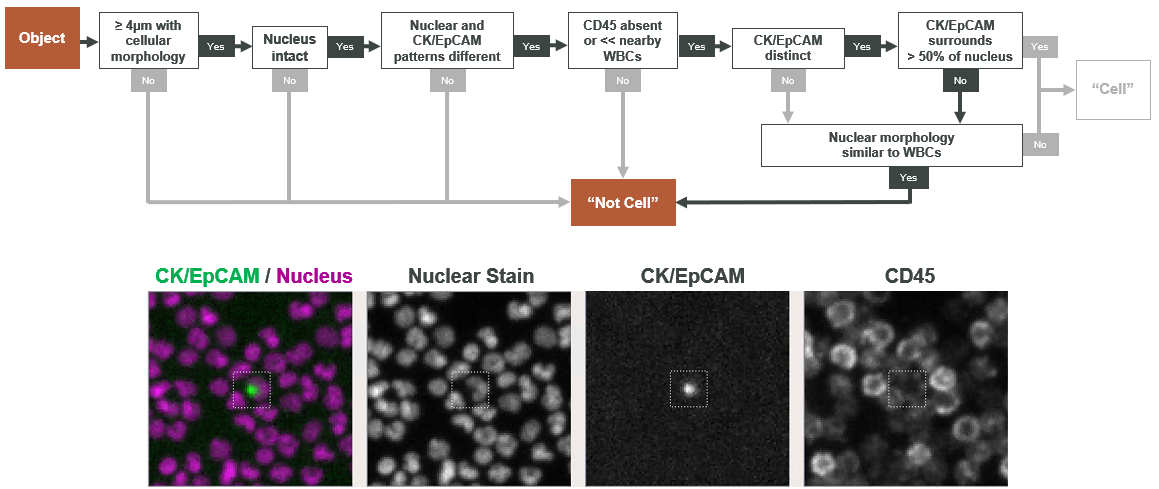 Object
≥ 4µm with
cellular
morphology
Yes
No
Nucleus
intact
Yes
No
Nuclear and
CK/EpCAM
patterns different
Yes
No
CD45 absent
or << nearby
WBCs
Yes
No
CK/EpCAM
distinct
Yes
No
CK/EpCAM
surrounds
> 50% of nucleus
Yes
No
“Cell”
Nuclear morphology
similar to WBCs
No
Yes
“Not Cell”
CK/EpCAM / Nucleus
Nuclear Stain
CK/EpCAM
CD45